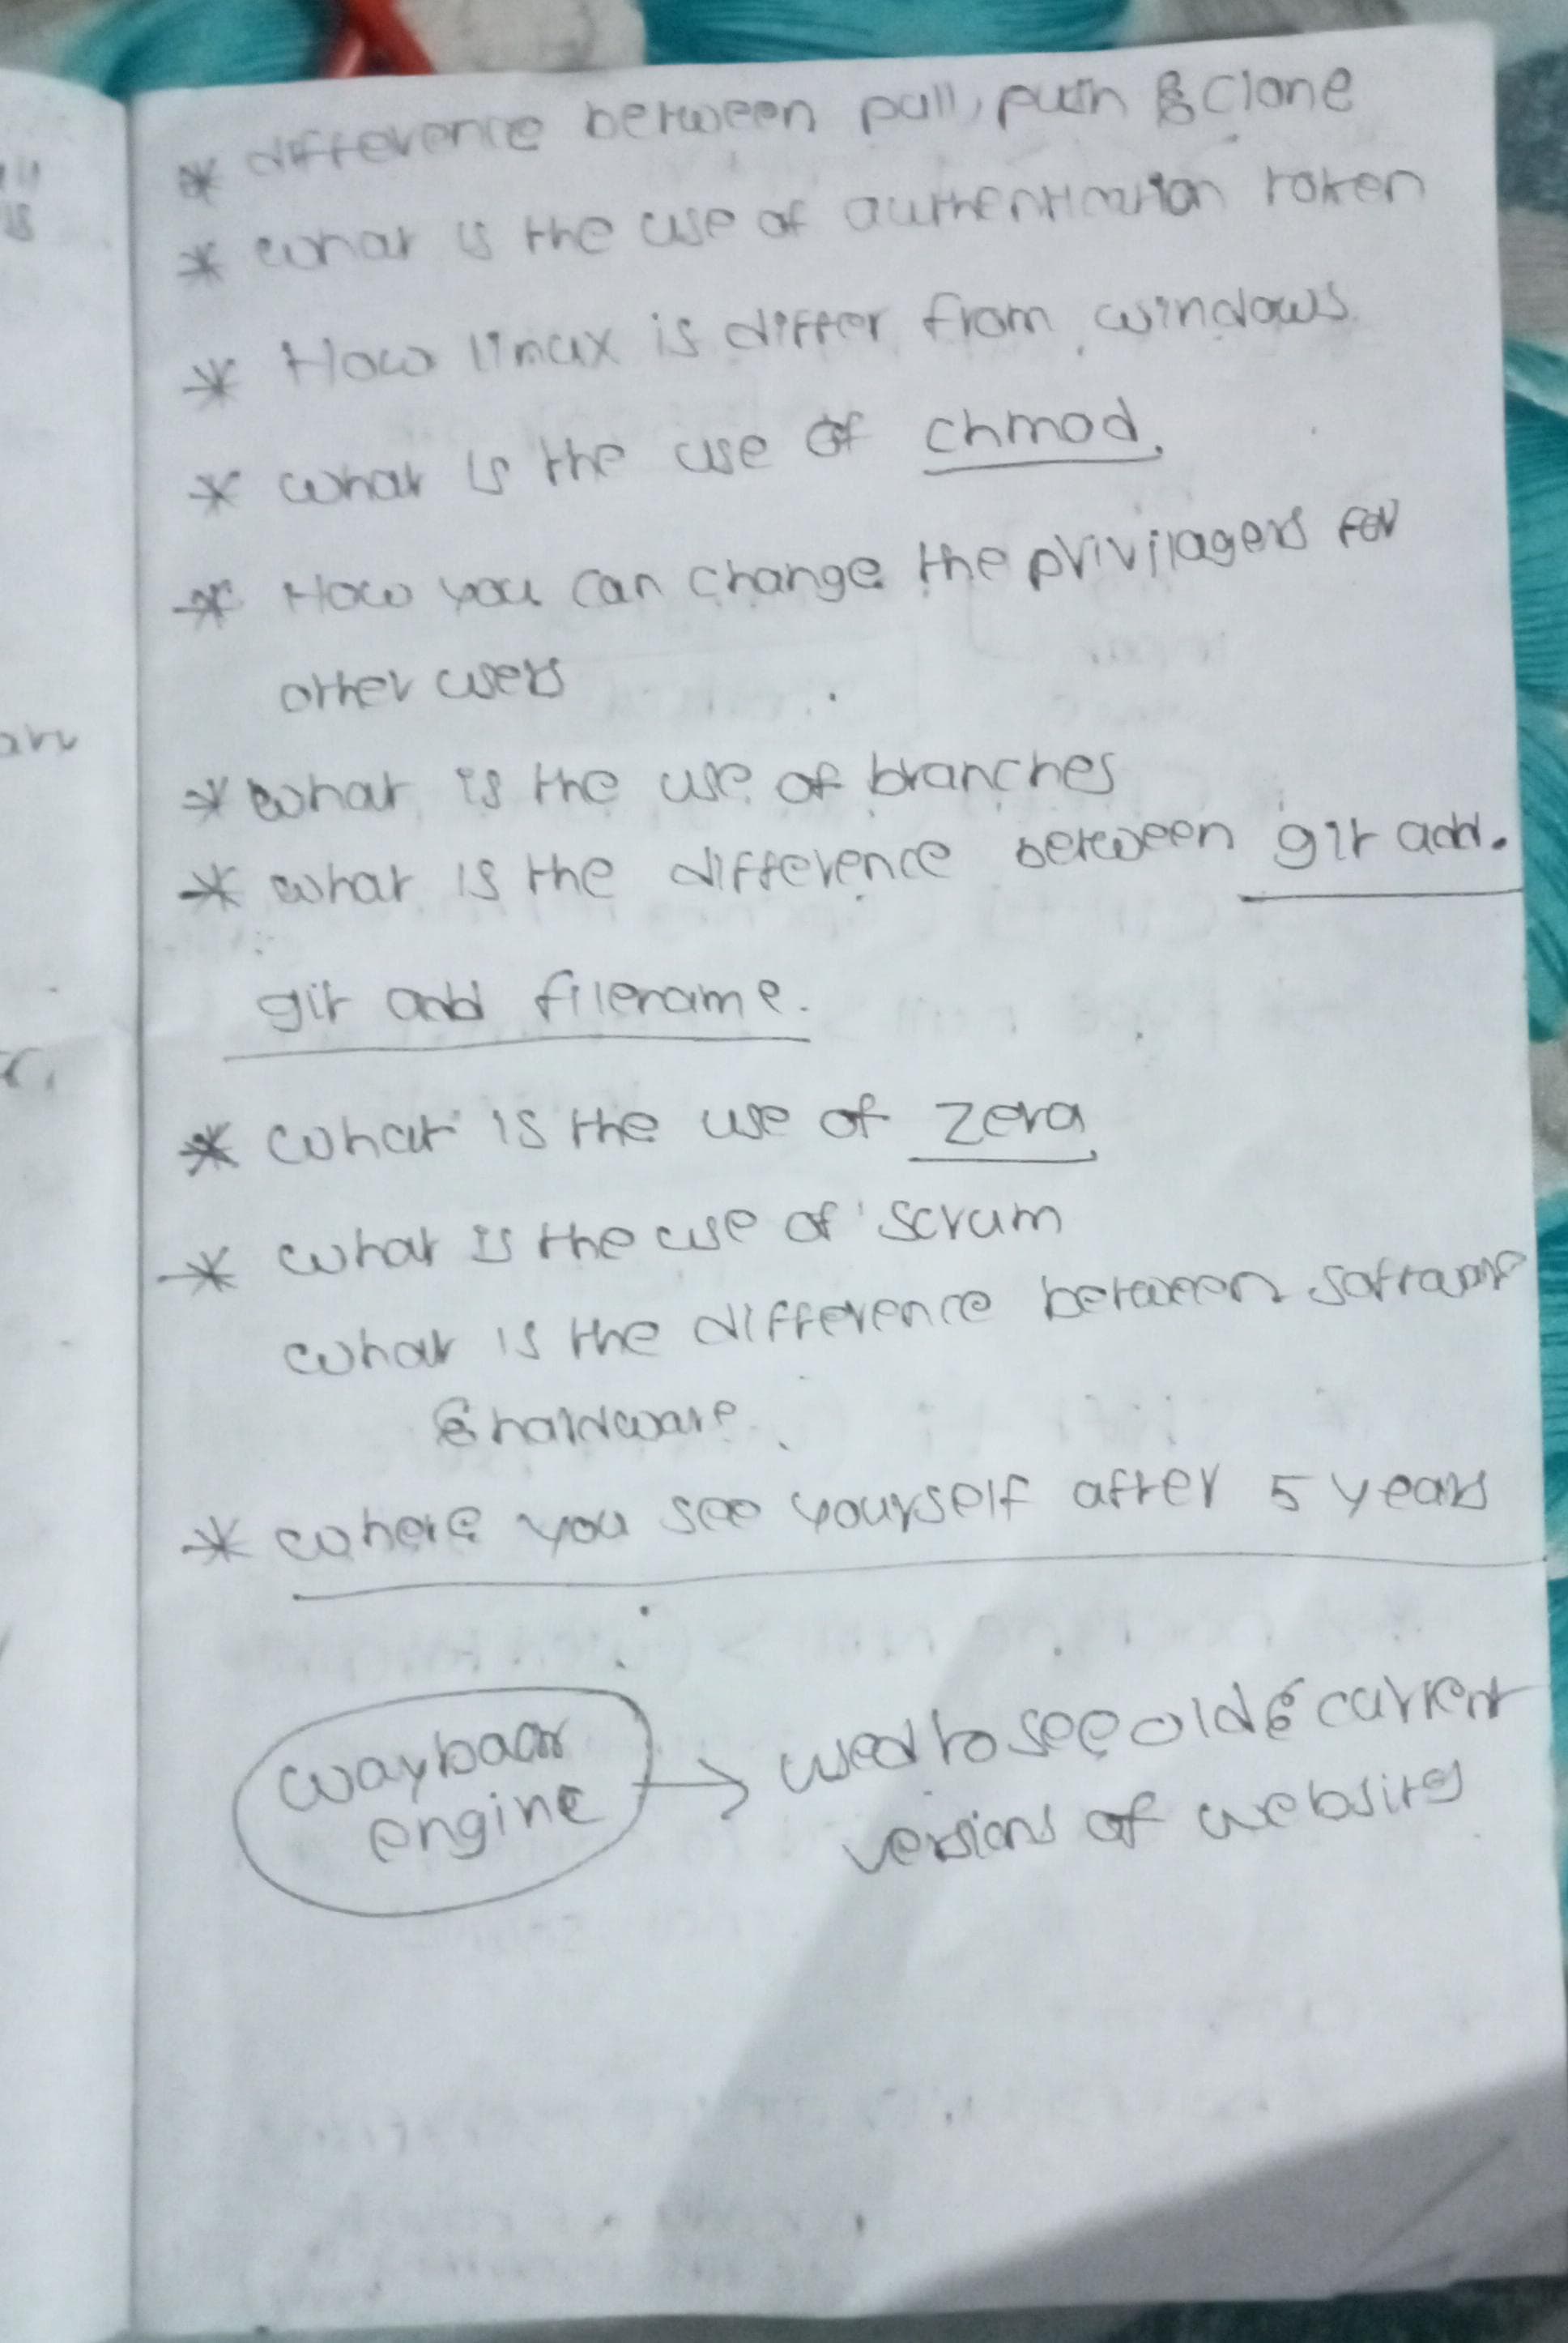 * difference between pull, push & clone
* what is the use of authentication token
* How linux is differ from windows.
* what is the use of chmod.
* How you can change the privilagers for
other users
* what is the use of branches
* what is the difference between git add.
git add filename.
* what is the use of zera
* what is the use of scrum
what is the difference between software
& hardware.
* where you see yourself after 5 years
wayback
engine → used to see old & current
versions of websites